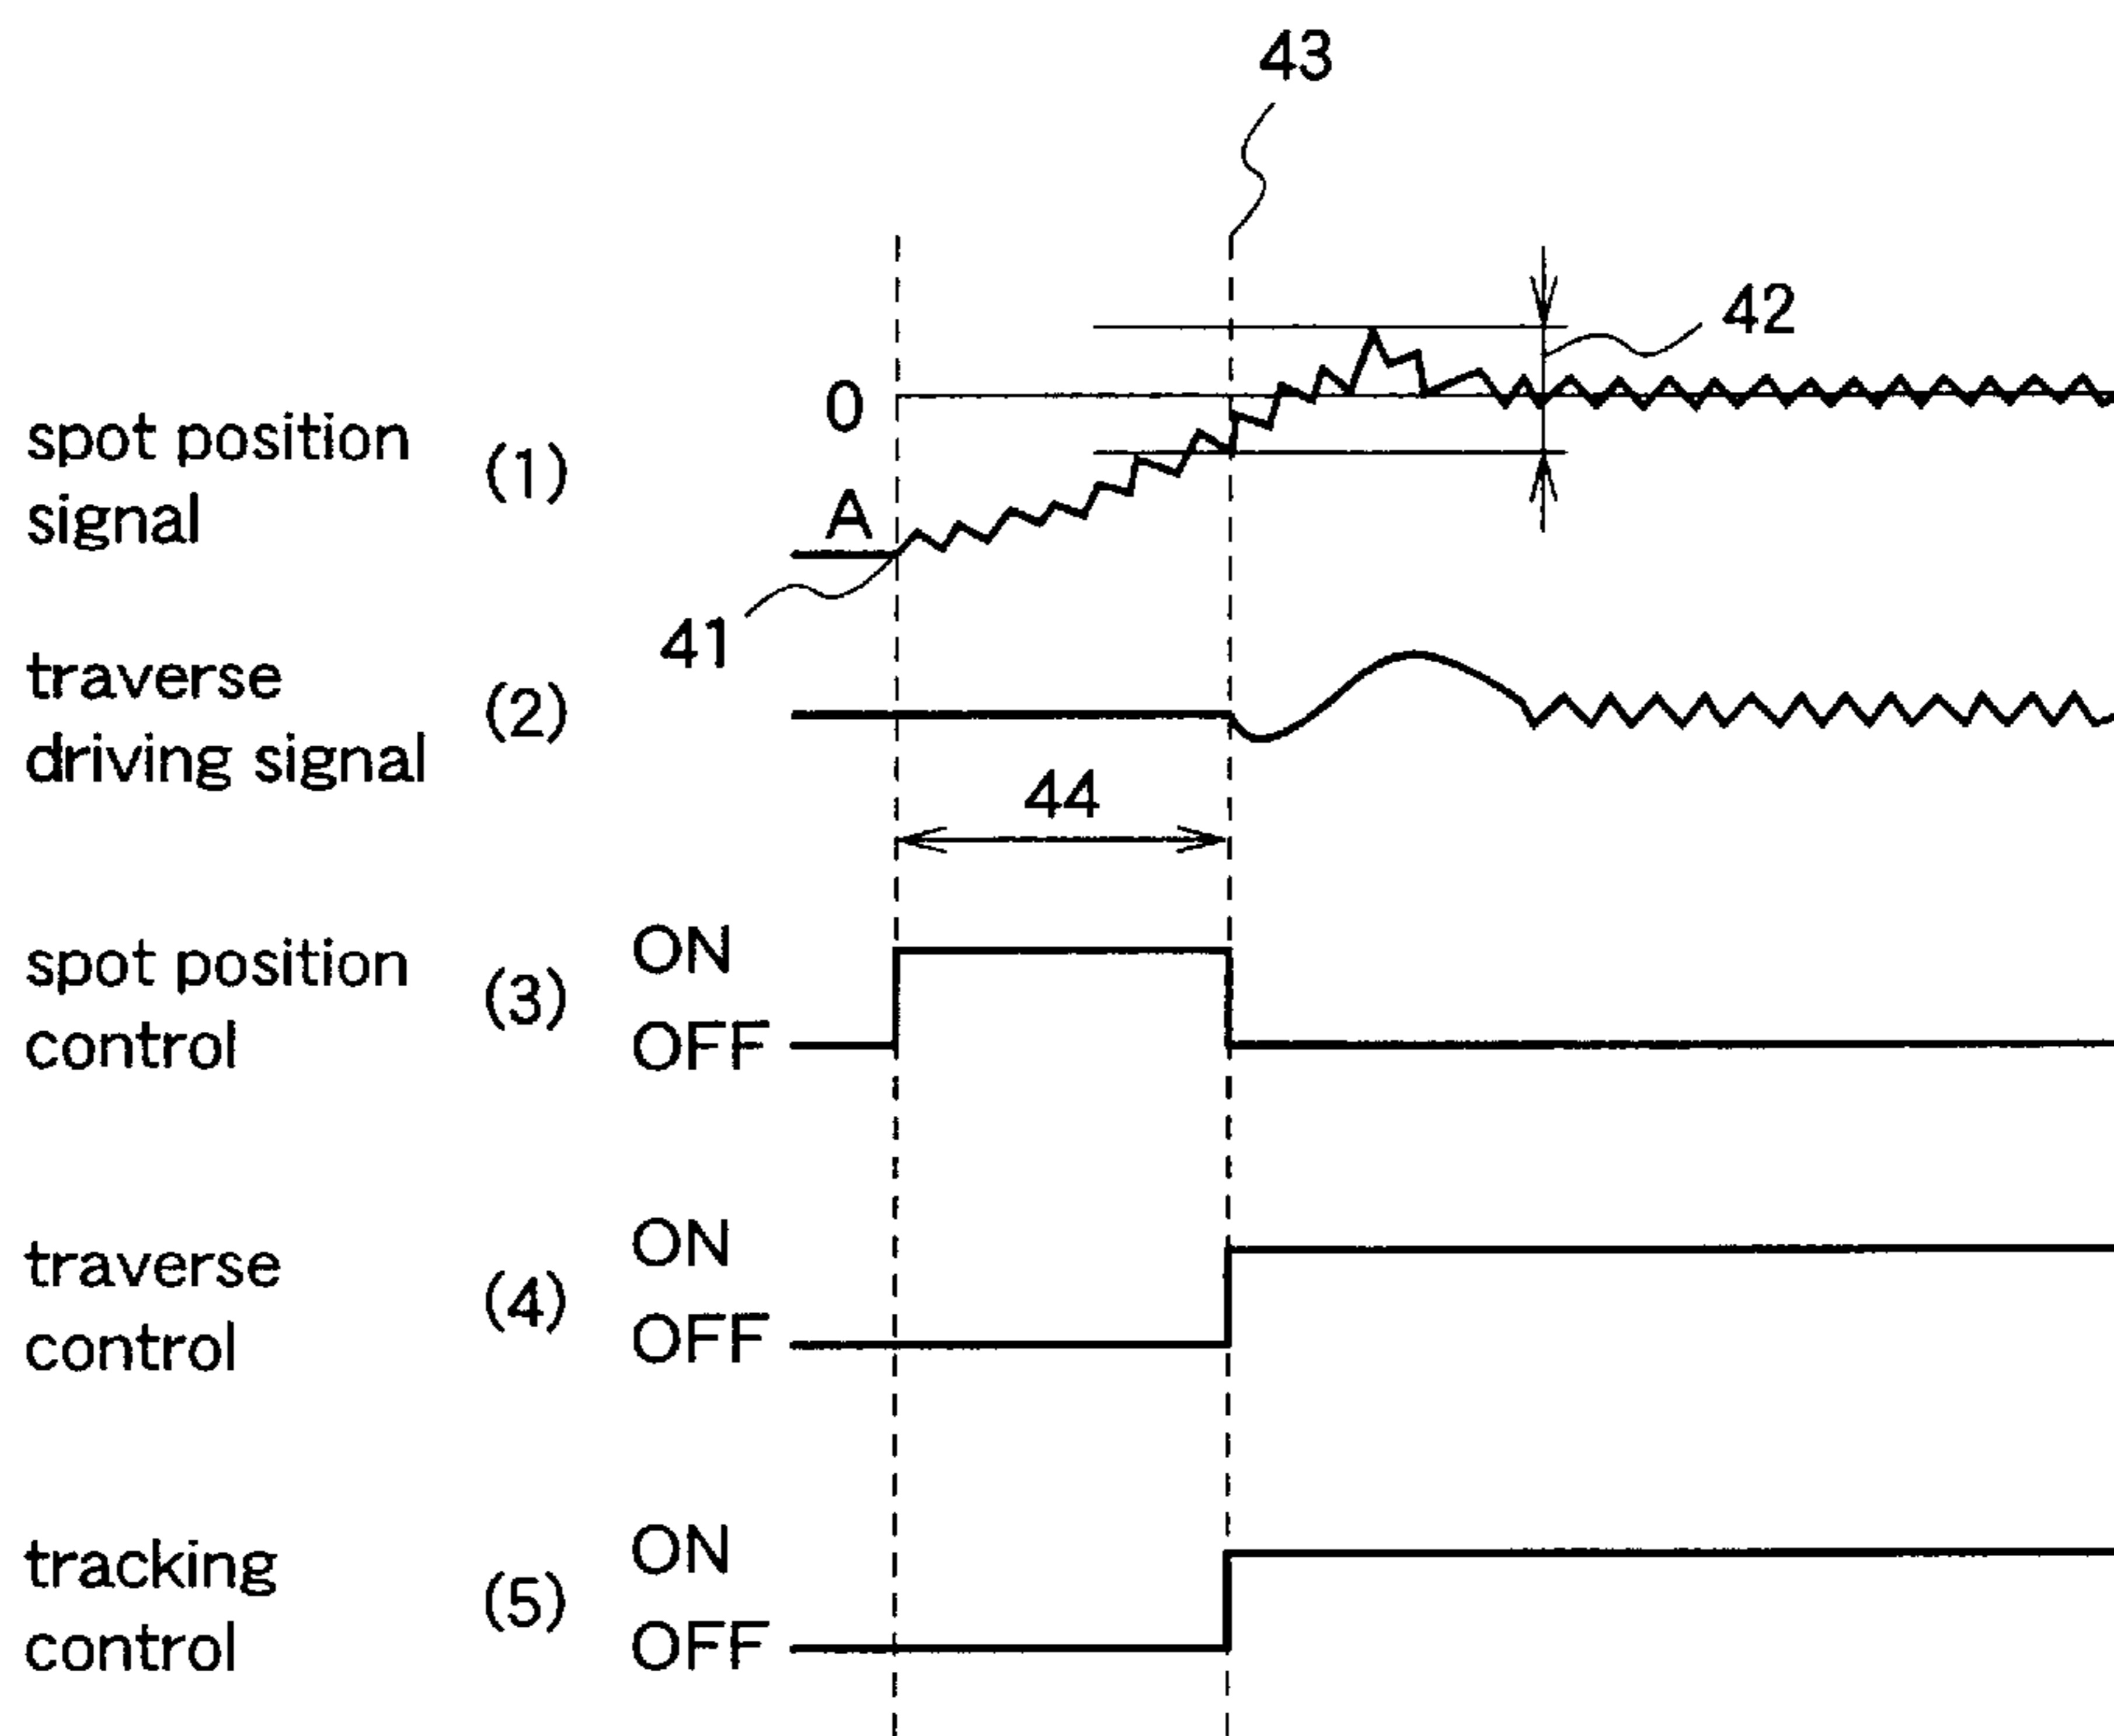 43
42
0
spot position
signal
(1)
A
41
traverse
driving signal
(2)
44
spot position
control
(3)
ON
OFF
traverse
control
(4)
ON
OFF
tracking
control
(5)
ON
OFF